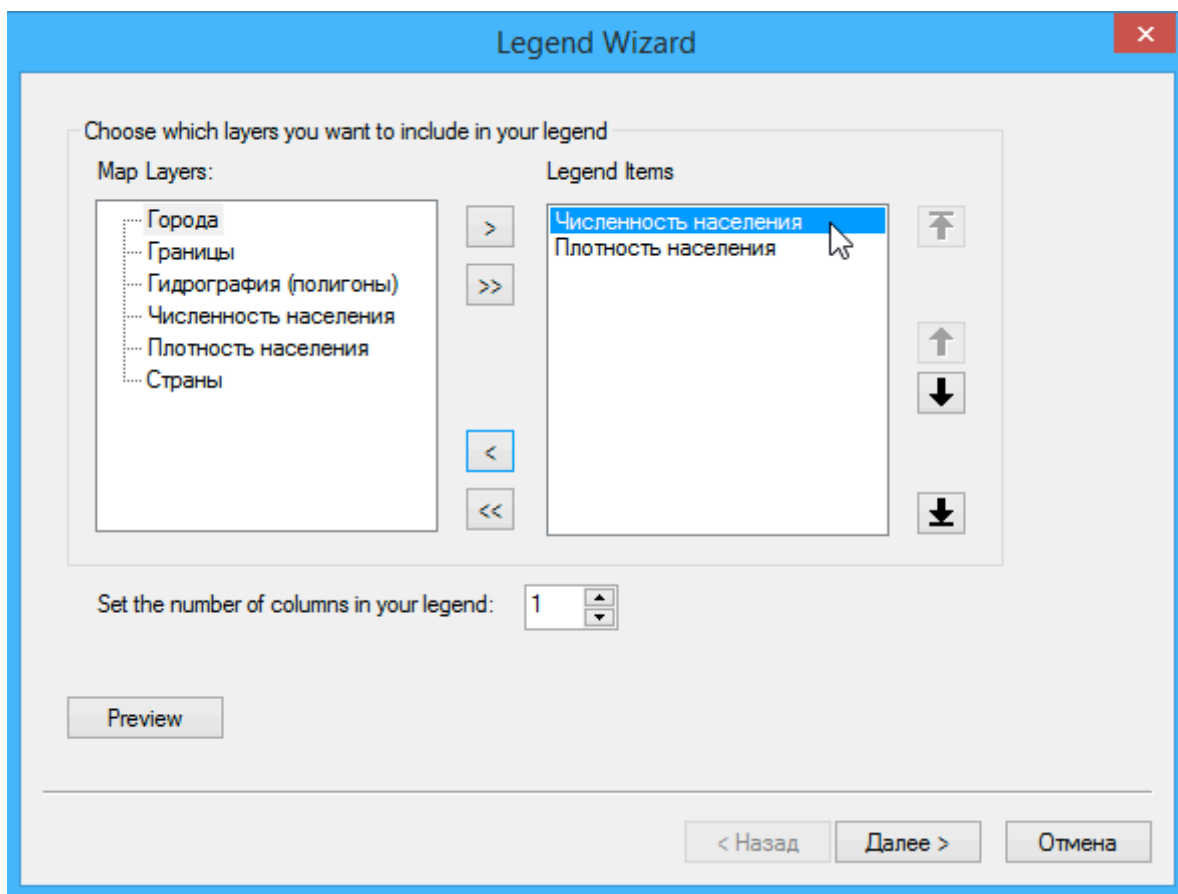 Legend Wizard
Choose which layers you want to include in your legend
Map Layers:
Города
Границы
Гидрография (полигоны)
Численность населения
Плотность населения
Страны
>
>>
<
<<
Legend Items
Численность населения
Плотность населения
Set the number of columns in your legend:
1
Preview
< Назад
Далее >
Отмена